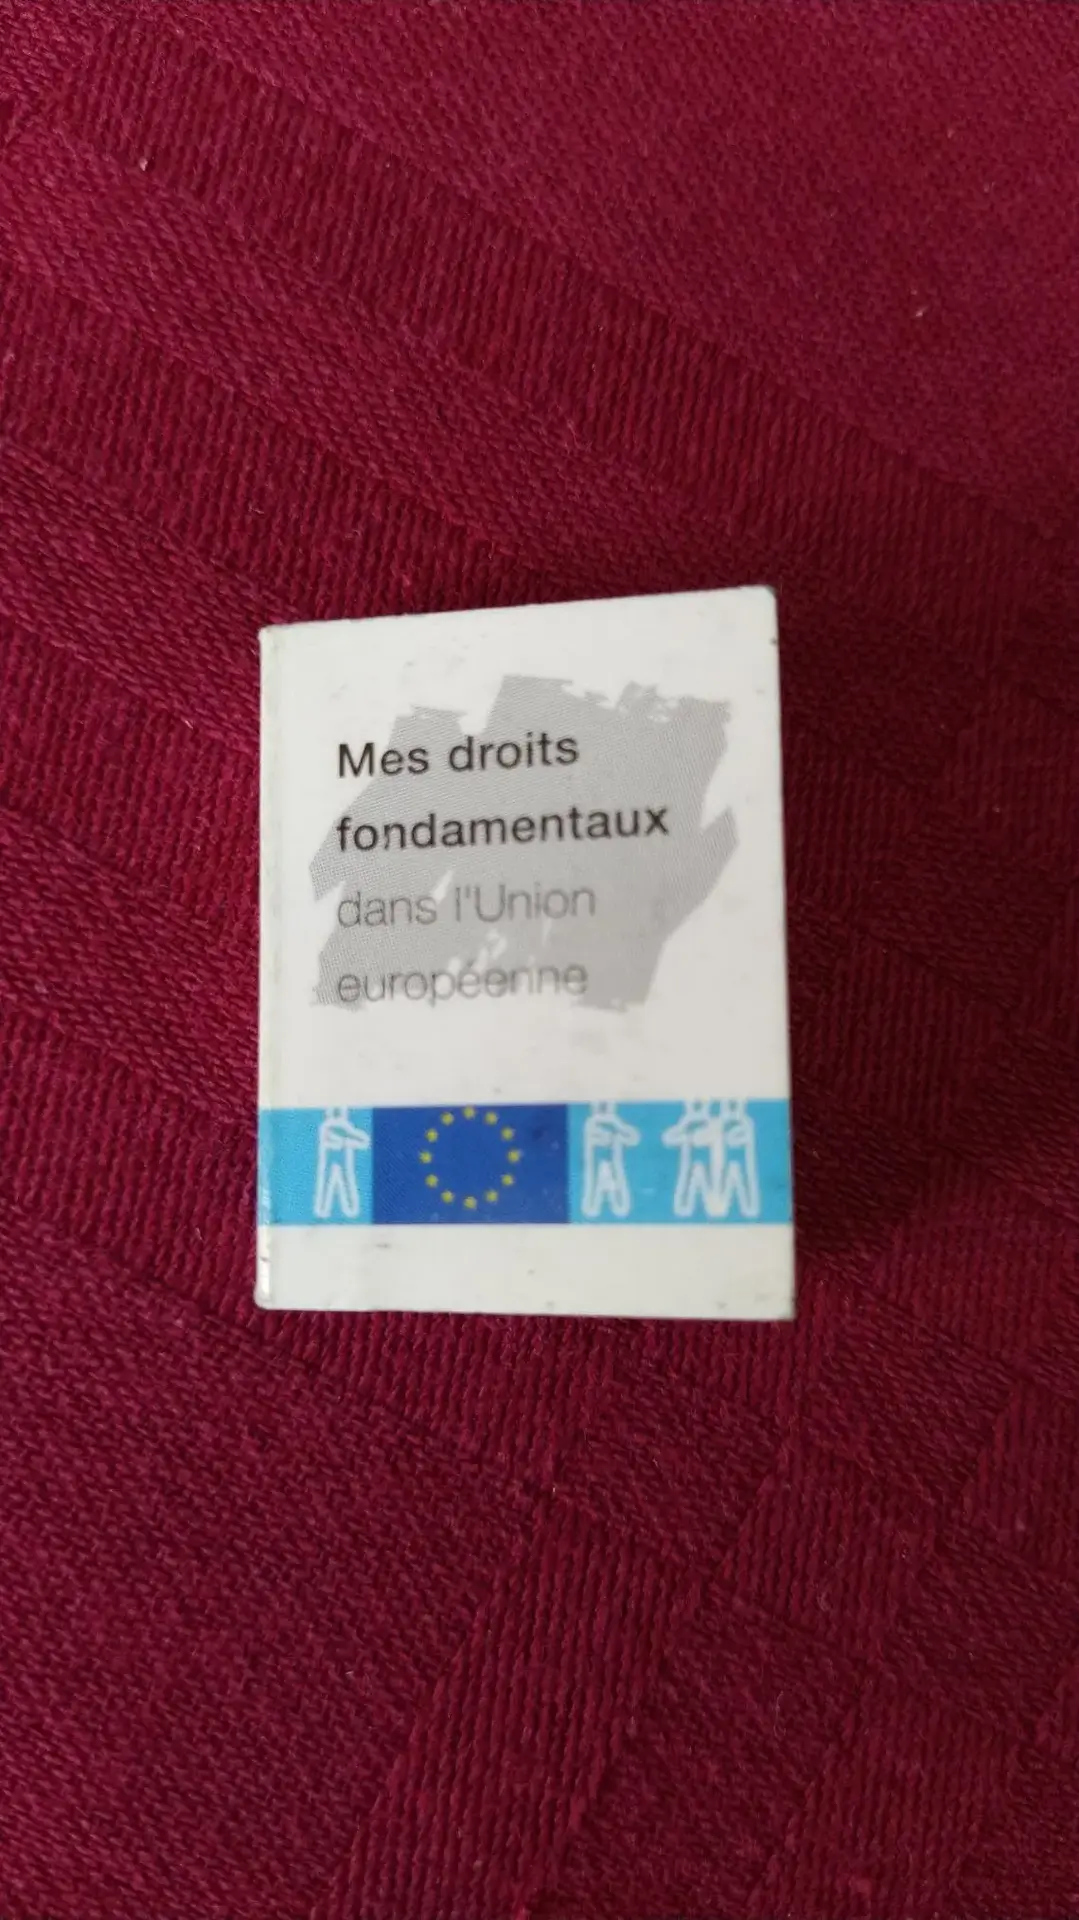 Mes droits
fondamentaux
dans l'Union
européenne